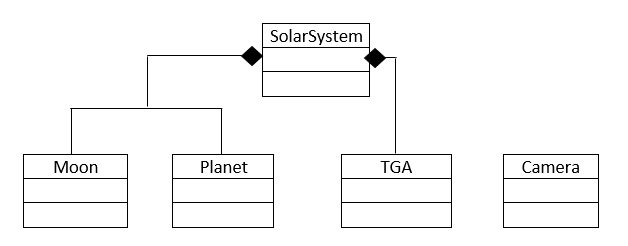 SolarSystem
Moon
Planet
TGA
Camera